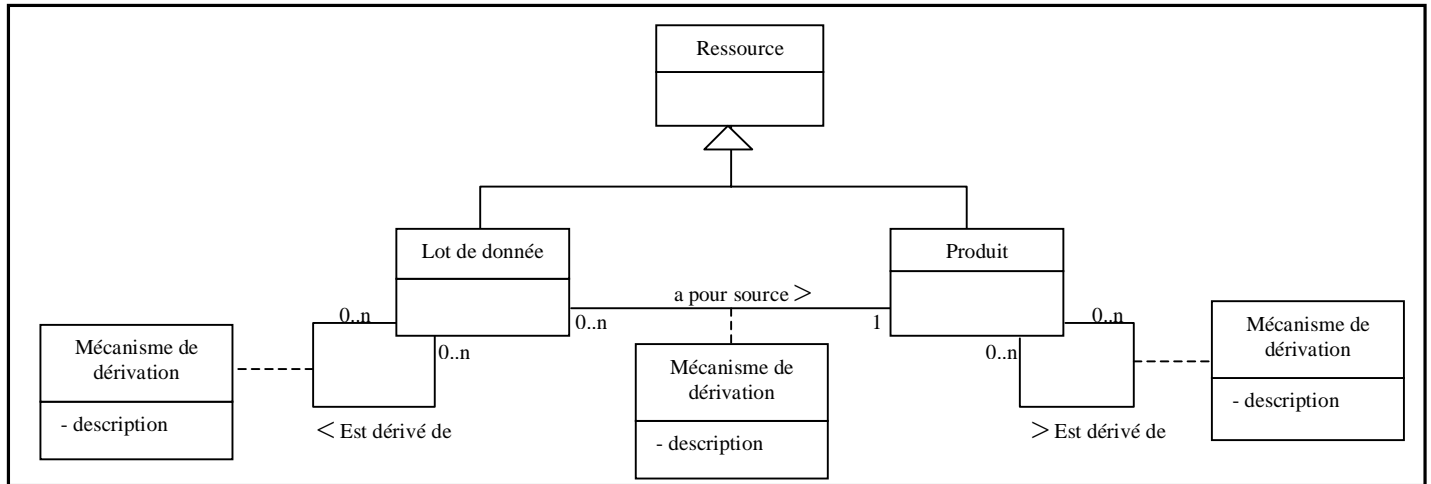 Ressource
Lot de donnée
Produit
a pour source >
0..n
0..n
1
0..n
0..n
0..n
Mécanisme de
dérivation
- description
< Est dérivé de
Mécanisme de
dérivation
- description
> Est dérivé de
Mécanisme de
dérivation
- description